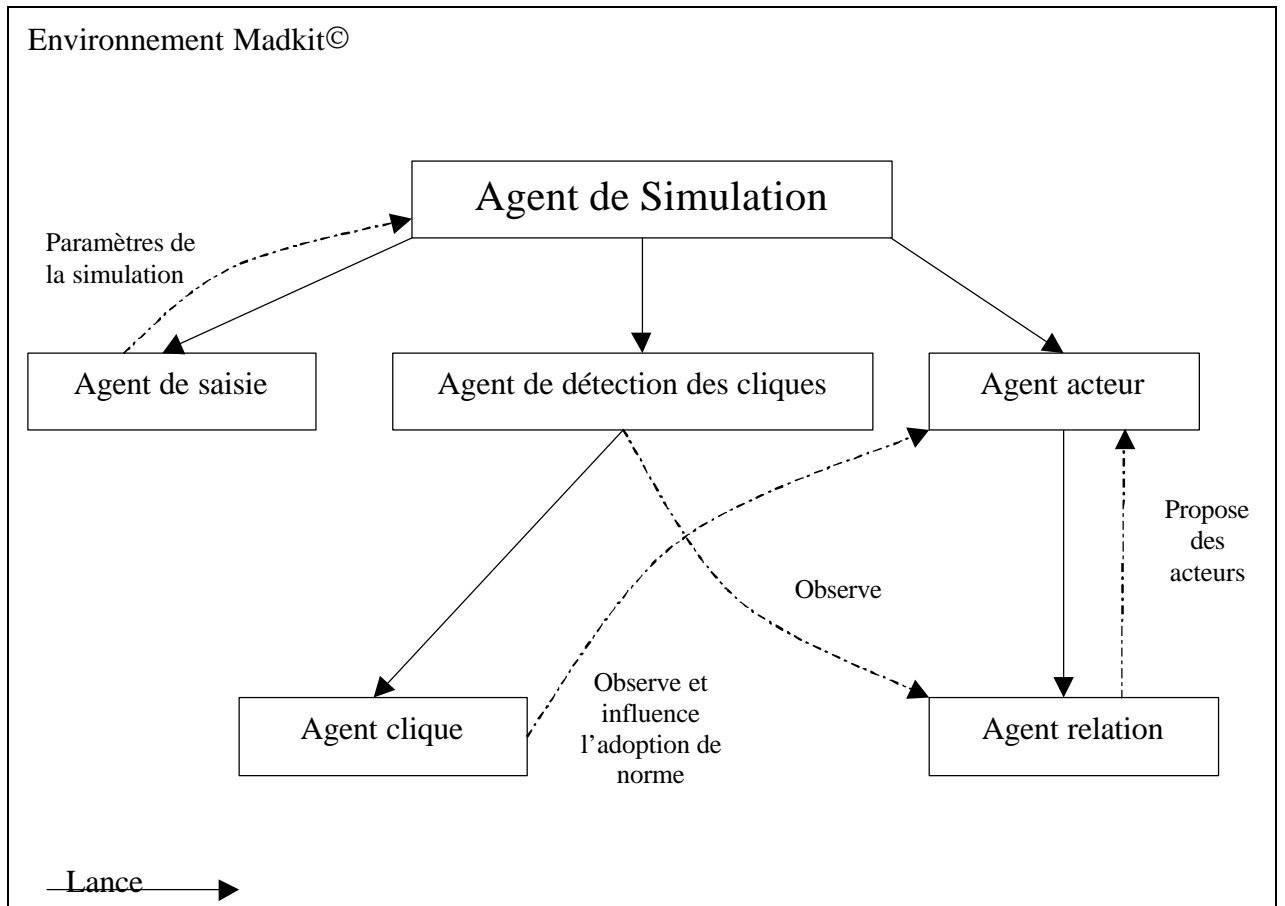 Environnement Madkit©
Agent de Simulation
Paramètres de
la simulation
Agent de saisie
Agent de détection des cliques
Agent acteur
Propose
des
acteurs
Observe
Observe et
influence
l’adoption de
norme
Agent clique
Agent relation
Lance